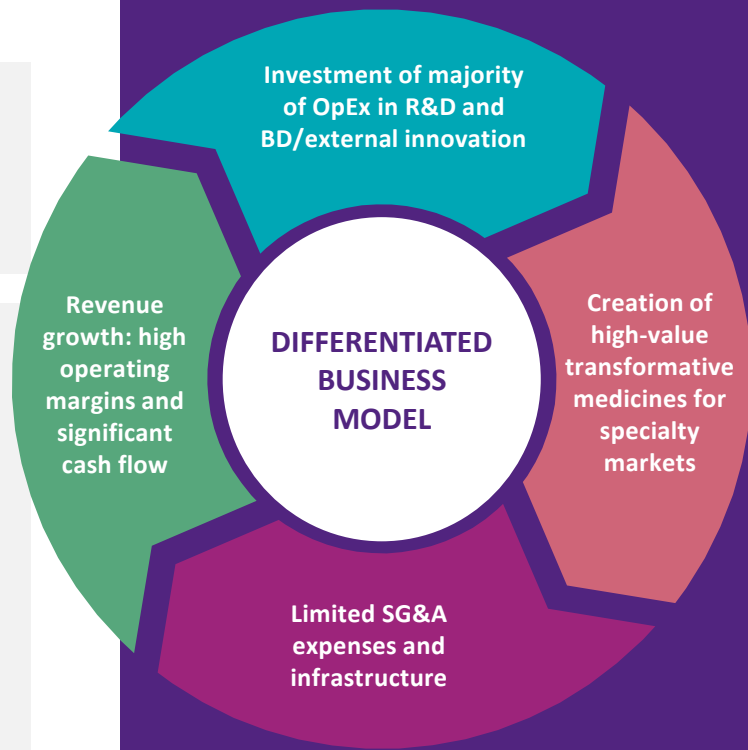 Investment of majority
of OpEx in R&D and
BD/external innovation
Creation of
high-value
transformative
medicines for
specialty
markets
Limited SG&A
expenses and
infrastructure
Revenue
growth: high
operating
margins and
significant
cash flow
DIFFERENTIATED
BUSINESS
MODEL